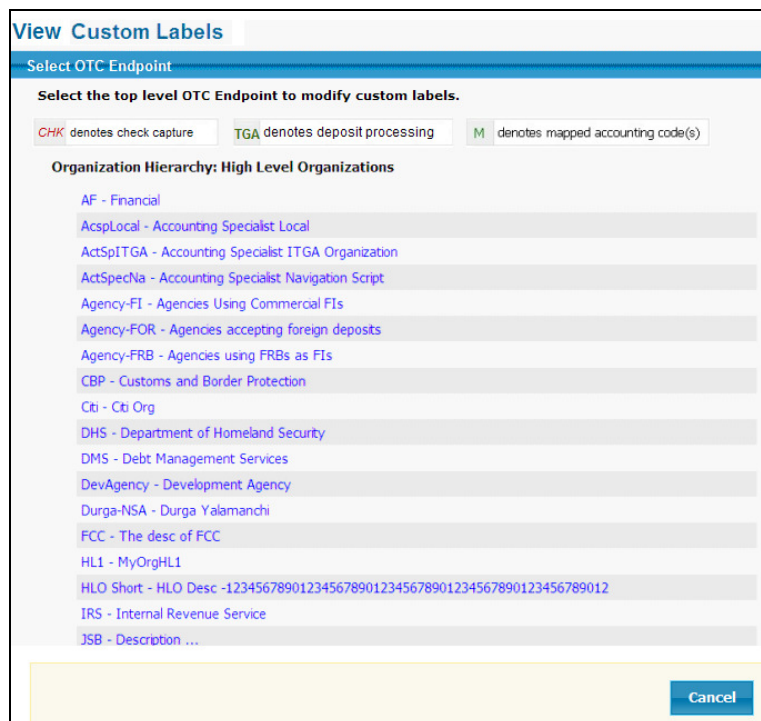 View Custom Labels
Select OTC Endpoint
Select the top level OTC Endpoint to modify custom labels.
CHK denotes check capture TGA denotes deposit processing M denotes mapped accounting code(s)
Organization Hierarchy: High Level Organizations
AF - Financial
AcspLocal - Accounting Specialist Local
ActSpITGA - Accounting Specialist ITGA Organization
ActSpecNa - Accounting Specialist Navigation Script
Agency-FI - Agencies Using Commercial FIs
Agency-FOR - Agencies accepting foreign deposits
Agency-FRB - Agencies using FRBs as FIs
CBP - Customs and Border Protection
Citi - Citi Org
DHS - Department of Homeland Security
DMS - Debt Management Services
DevAgency - Development Agency
Durga-NSA - Durga Yalamanchi
FCC - The desc of FCC
HL1 - MyOrgHL1
HLO Short - HLO Desc -12345678901234567890123456789012345678901234567890123456789012
IRS - Internal Revenue Service
JSB - Description ...
Cancel